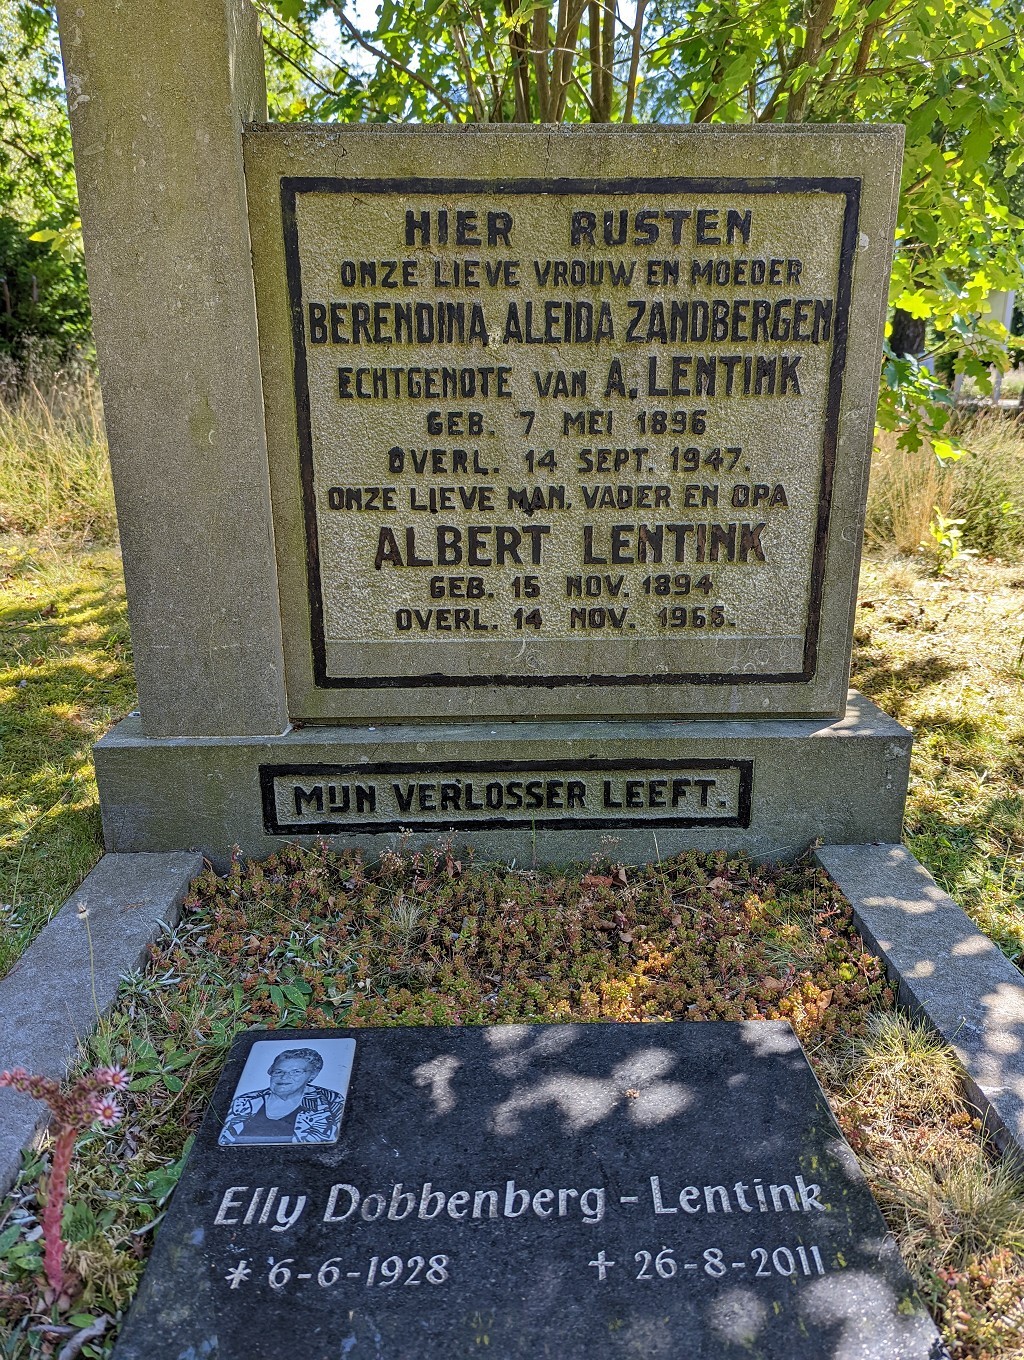 HIER RUSTEN
ONZE LIEVE VROUW EN MOEDER
BERENDINA ALEIDA ZANDBERGEN
ECHTGENOTE VAN A. LENTINK
GEB. 7 MEI 1896
OVERL. 14 SEPT. 1947.
ONZE LIEVE MAN, VADER EN OPA
ALBERT LENTINK
GEB. 15 NOV. 1894
OVERL. 14 NOV. 1968.
MIJN VERLOSSER LEEFT.
Elly Dobbenberg - Lentink
* 6-6-1928 † 26-8-2011